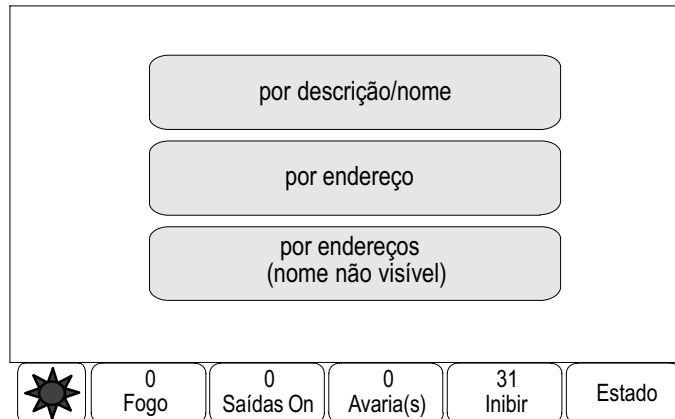 por descrição/nome
por endereço
por endereços
(nome não visível)
0
Fogo
0
Saídas On
0
Avaria(s)
31
Inibir
Estado